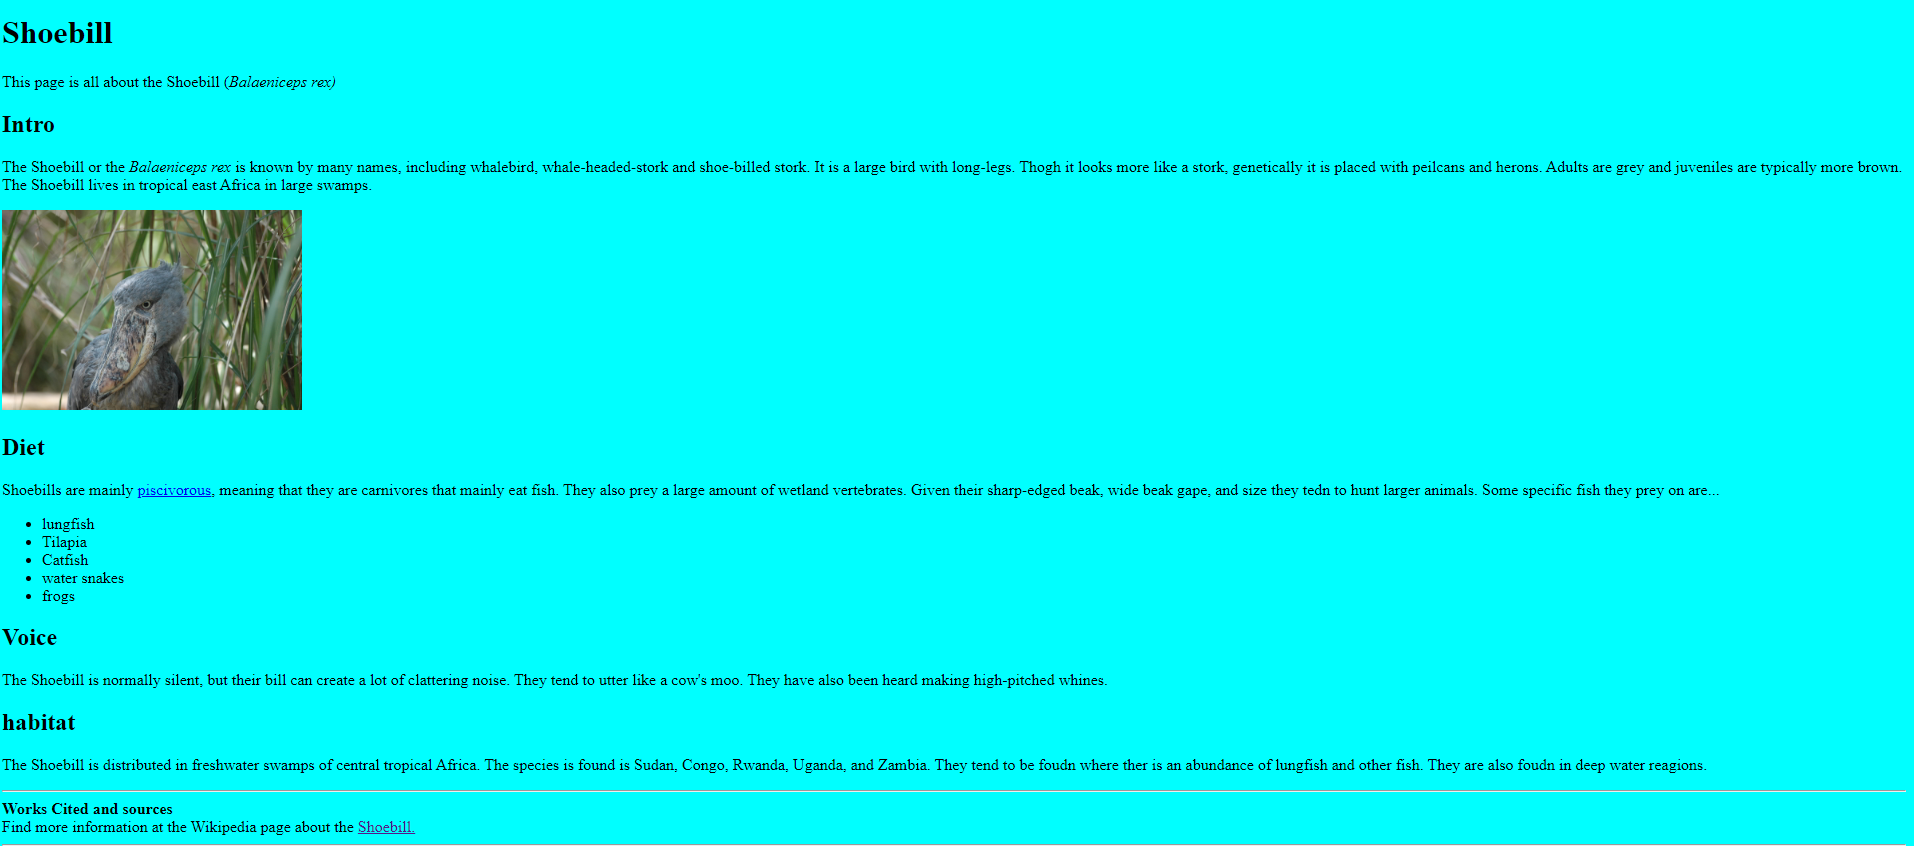 Shoebill
This page is all about the Shoebill (Balaeniceps rex)
Intro
The Shoebill or the Balaeniceps rex is known by many names, including whalebird, whale-headed-stork and shoe-billed stork. It is a large bird with long-legs. Thogh it looks more like a stork, genetically it is placed with peilcans and herons. Adults are grey and juveniles are typically more brown.
The Shoebill lives in tropical east Africa in large swamps.
Diet
Shoebills are mainly piscivorous, meaning that they are carnivores that mainly eat fish. They also prey a large amount of wetland vertebrates. Given their sharp-edged beak, wide beak gape, and size they tedn to hunt larger animals. Some specific fish they prey on are...
• lungfish
• Tilapia
• Catfish
• water snakes
• frogs
Voice
The Shoebill is normally silent, but their bill can create a lot of clattering noise. They tend to utter like a cow's moo. They have also been heard making high-pitched whines.
habitat
The Shoebill is distributed in freshwater swamps of central tropical Africa. The species is found is Sudan, Congo, Rwanda, Uganda, and Zambia. They tend to be foudn where ther is an abundance of lungfish and other fish. They are also foudn in deep water reagions.
Works Cited and sources
Find more information at the Wikipedia page about the Shoebill.